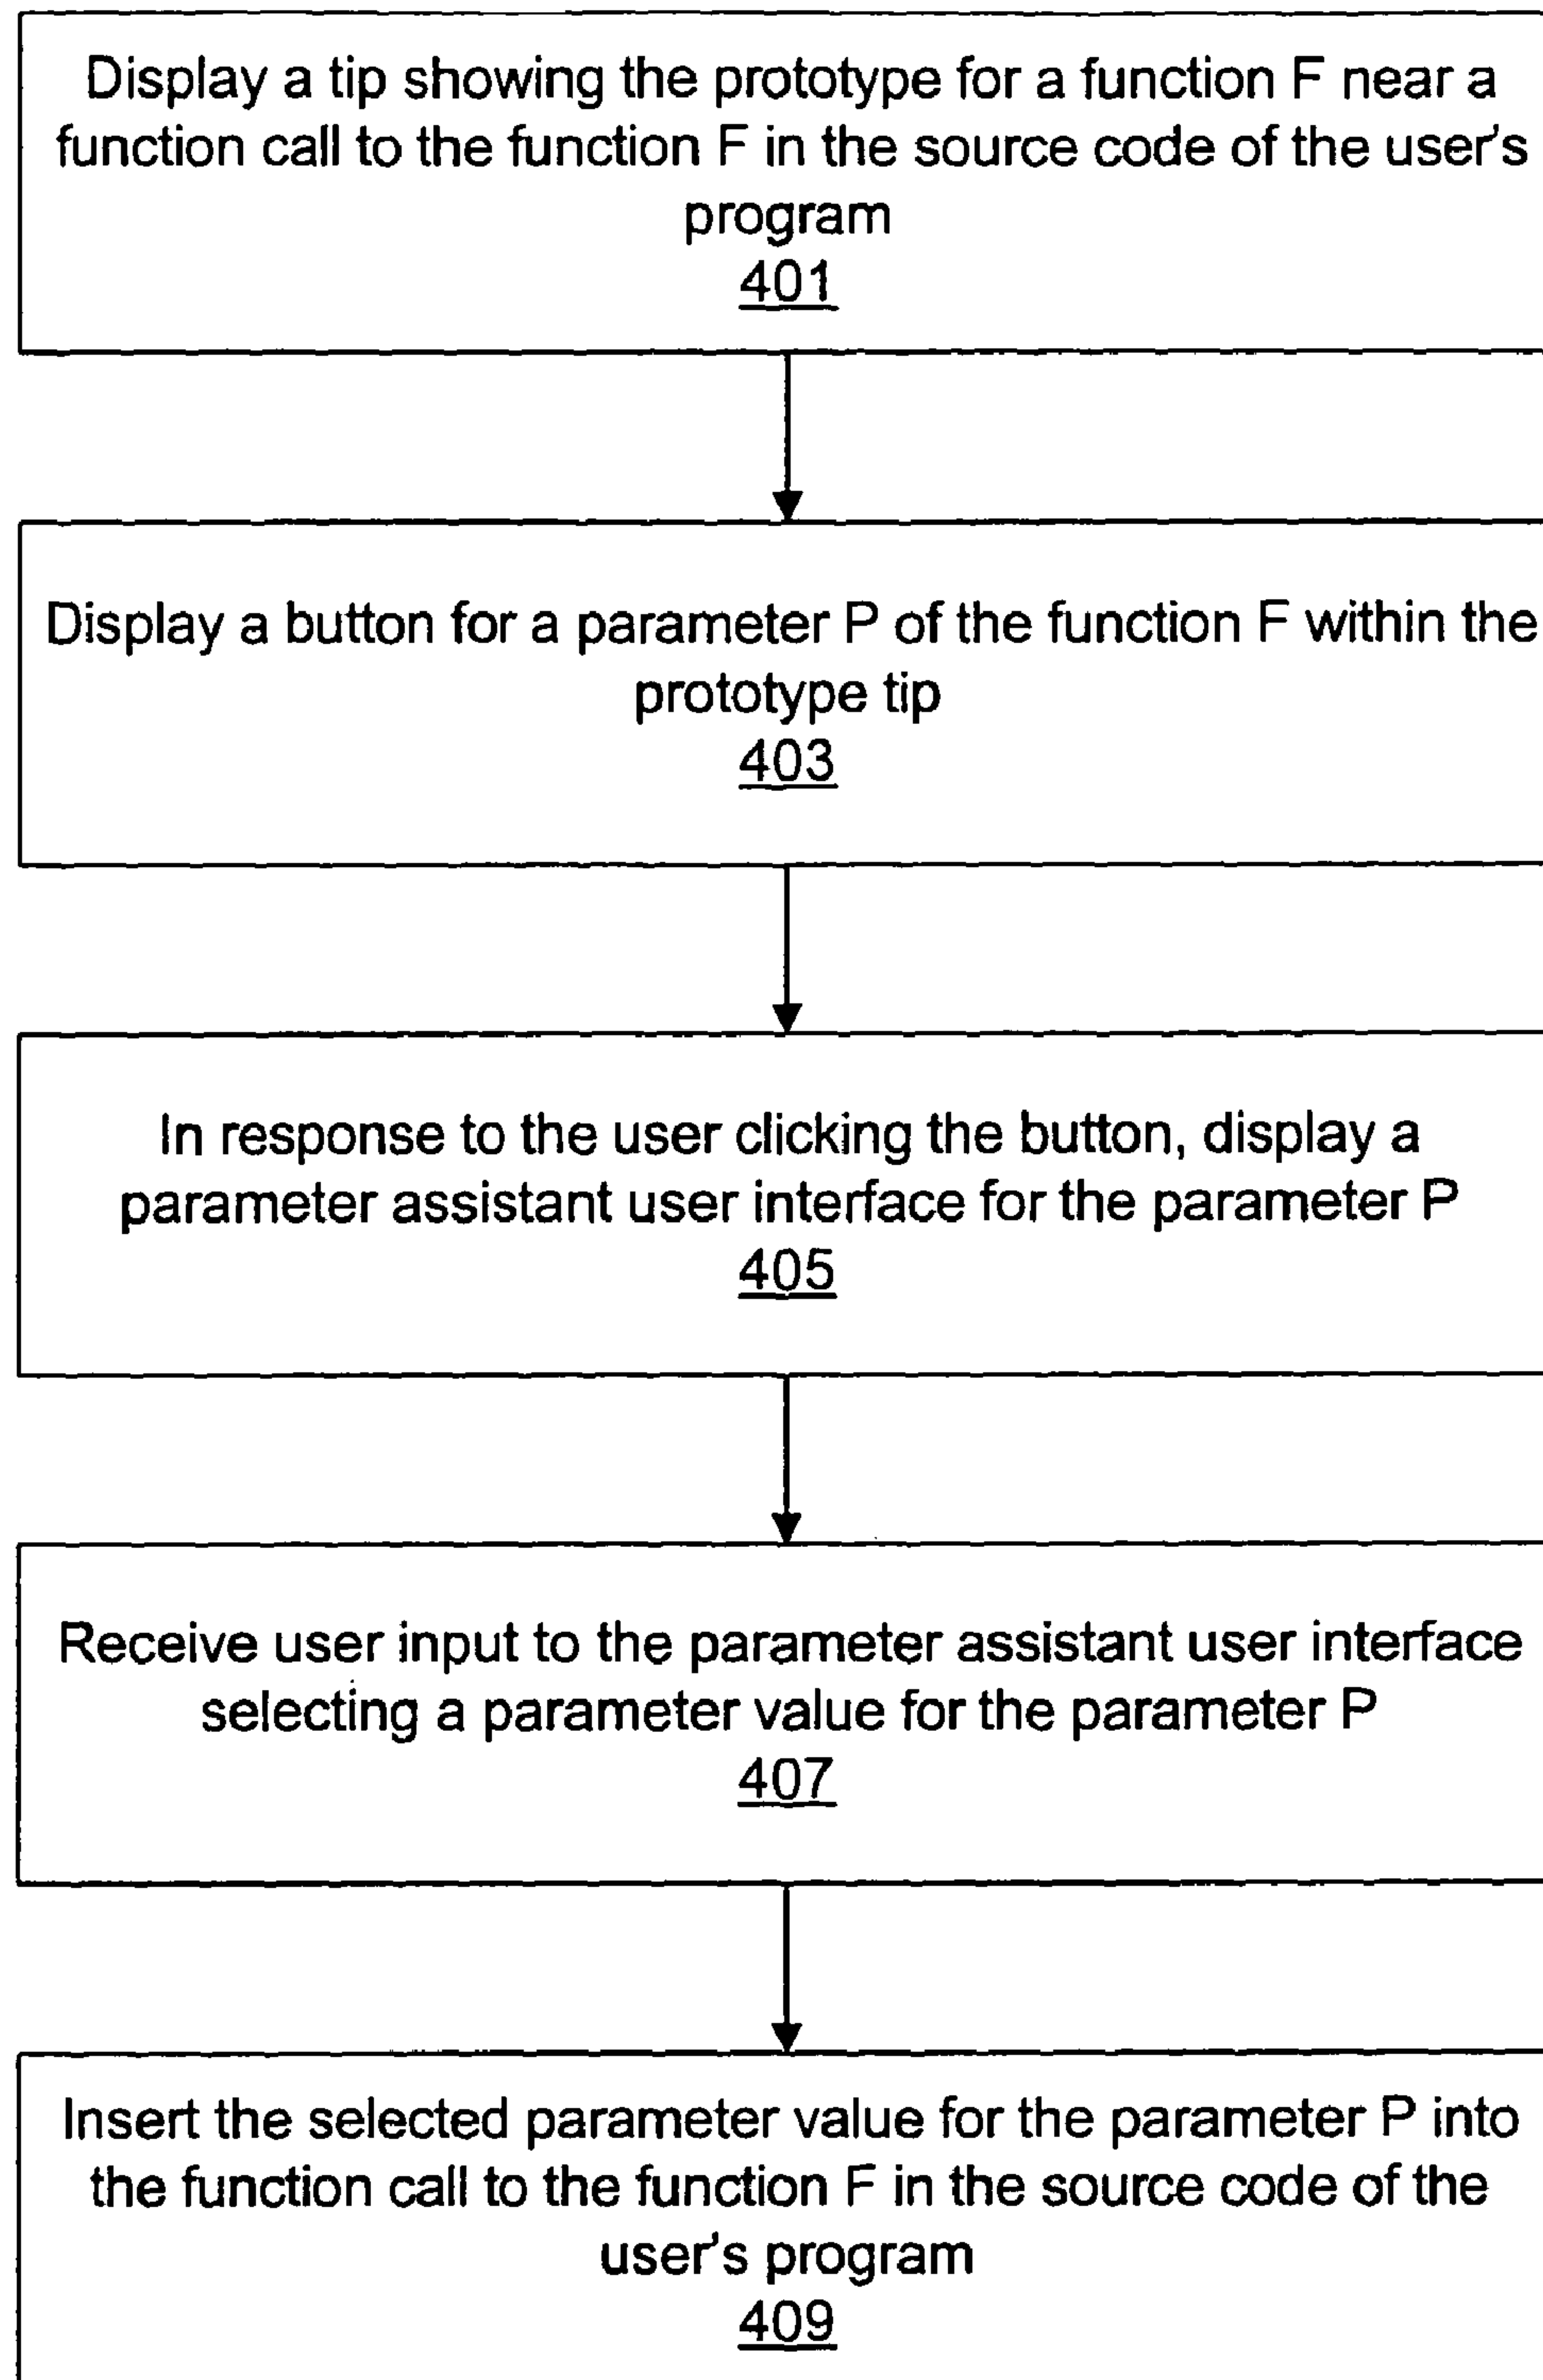 Display a tip showing the prototype for a function F near a
function call to the function F in the source code of the user's
program
401
Display a button for a parameter P of the function F within the
prototype tip
403
In response to the user clicking the button, display a
parameter assistant user interface for the parameter P
405
Receive user input to the parameter assistant user interface
selecting a parameter value for the parameter P
407
Insert the selected parameter value for the parameter P into
the function call to the function F in the source code of the
user's program
409